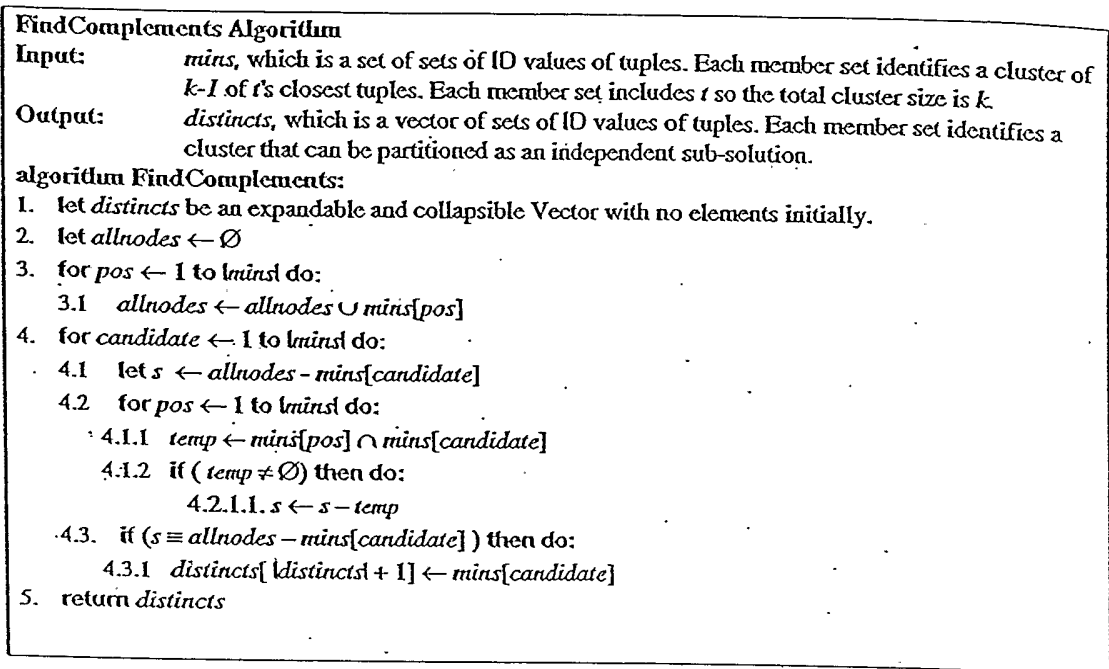 FindComplements Algorithm
Input: mins, which is a set of sets of ID values of tuples. Each member set identifies a cluster of
k-1 of t's closest tuples. Each member set includes t so the total cluster size is k.
Output: distincts, which is a vector of sets of ID values of tuples. Each member set identifies a
cluster that can be partitioned as an independent sub-solution.
algorithm FindComplements:
1. let distincts be an expandable and collapsible Vector with no elements initially.
2. let allnodes ← ∅
3. for pos ← 1 to |mins| do:
3.1 allnodes ← allnodes ∪ mins[pos]
4. for candidate ← 1 to |mins| do:
4.1 let s ← allnodes - mins[candidate]
4.2 for pos ← 1 to |mins| do:
4.1.1 temp ← mins[pos] ∩ mins[candidate]
4.1.2 if ( temp ≠ ∅) then do:
4.2.1.1. s ← s – temp
4.3. if (s ≡ allnodes – mins[candidate] ) then do:
4.3.1 distincts[ |distincts| + 1] ← mins[candidate]
5. return distincts